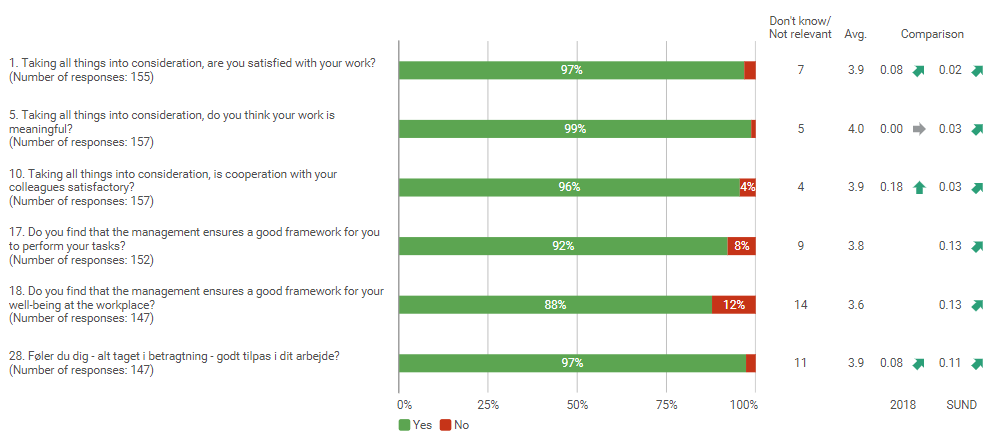 Don't know/
Not relevant Avg. Comparison
1. Taking all things into consideration, are you satisfied with your work?
(Number of responses: 155)
97% 7 3.9 0.08 0.02
5. Taking all things into consideration, do you think your work is
meaningful?
(Number of responses: 157)
99% 5 4.0 0.00 0.03
10. Taking all things into consideration, is cooperation with your
colleagues satisfactory?
(Number of responses: 157)
96% 4% 4 3.9 0.18 0.03
17. Do you find that the management ensures a good framework for you
to perform your tasks?
(Number of responses: 152)
92% 8% 9 3.8 0.13
18. Do you find that the management ensures a good framework for your
well-being at the workplace?
(Number of responses: 147)
88% 12% 14 3.6 0.13
28. Føler du dig - alt taget i betragtning - godt tilpas i dit arbejde?
(Number of responses: 147)
97% 11 3.9 0.08 0.11
0% 25% 50% 75% 100% 2018 SUND
Yes No